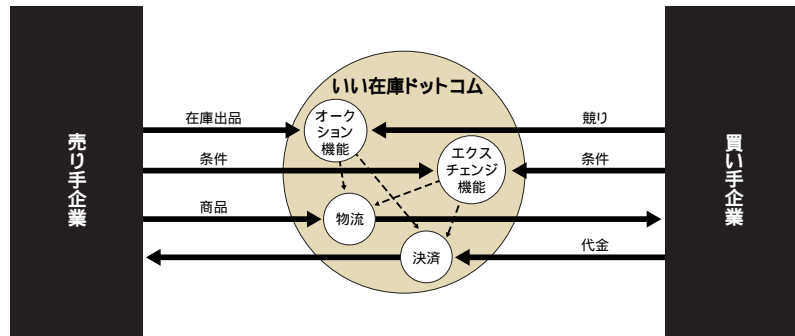 いい在庫ドットコム
売り手企業
買い手企業
在庫出品
オーク
ション
機能
競り
条件
エクス
チェンジ
機能
条件
商品
物流
決済
代金